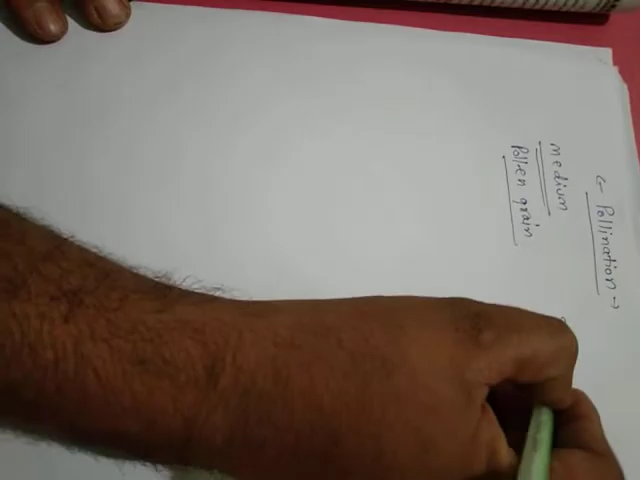 G- Pollination →
medium
Pollen grain